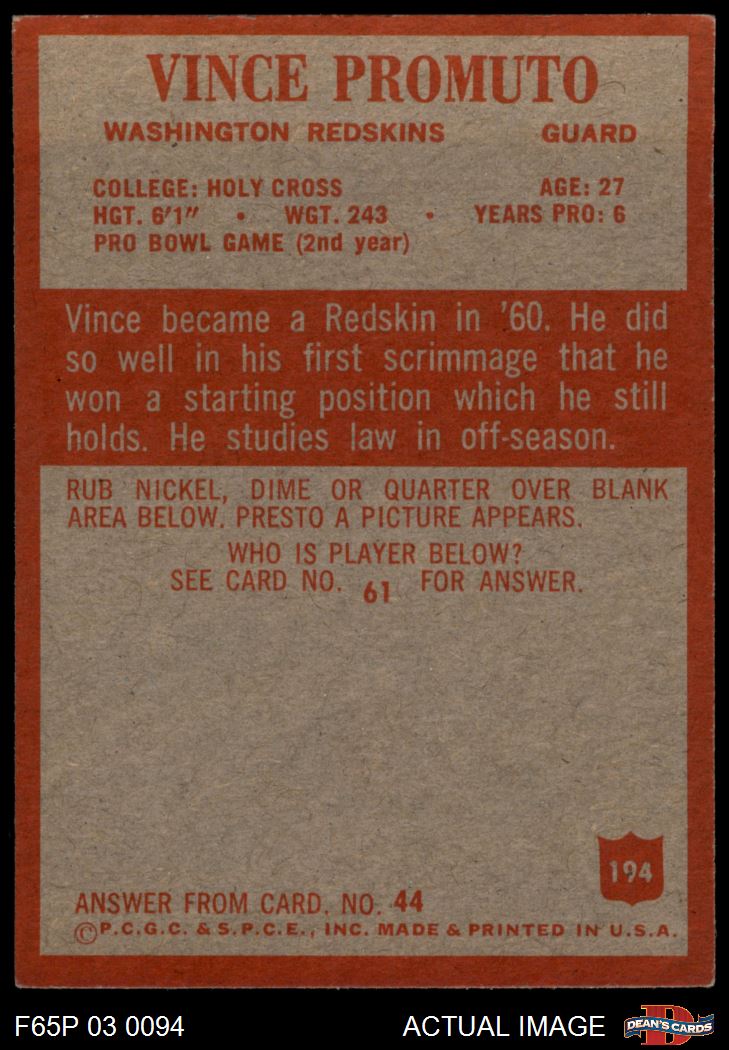 VINCE PROMUTO
WASHINGTON REDSKINS GUARD
COLLEGE: HOLY CROSS AGE: 27
HGT. 6'1" • WGT. 243 • YEARS PRO: 6
PRO BOWL GAME (2nd year)
Vince became a Redskin in '60. He did
so well in his first scrimmage that he
won a starting position which he still
holds. He studies law in off-season.
RUB NICKEL, DIME OR QUARTER OVER BLANK
AREA BELOW. PRESTO A PICTURE APPEARS.
WHO IS PLAYER BELOW?
SEE CARD NO. 61 FOR ANSWER.
194
ANSWER FROM CARD. NO. 44
©P.C.G.C. & S.P.C.E., INC. MADE & PRINTED IN U.S.A.
F65P 03 0094 ACTUAL IMAGE
D
DEAN'S CARDS